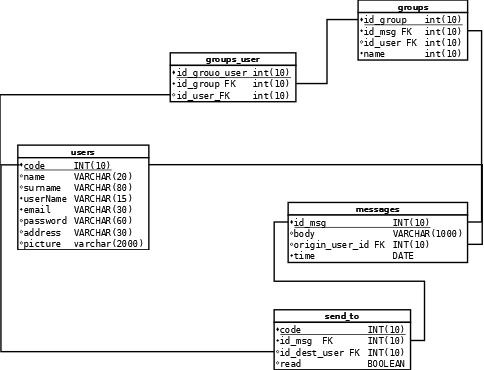 groups
id_group int(10)
id_msg FK int(10)
id_user FK int(10)
name int(10)
groups_user
id_gruoo_user int(10)
id_group FK int(10)
id_user_FK int(10)
users
code INT(10)
name VARCHAR(20)
surname VARCHAR(80)
userName VARCHAR(15)
email VARCHAR(30)
password VARCHAR(60)
address VARCHAR(30)
picture varchar(2000)
messages
id_msg INT(10)
body VARCHAR(1000)
origin_user_id FK INT(10)
time DATE
send_to
code INT(10)
id_msg FK INT(10)
id_dest_user FK INT(10)
read BOOLEAN